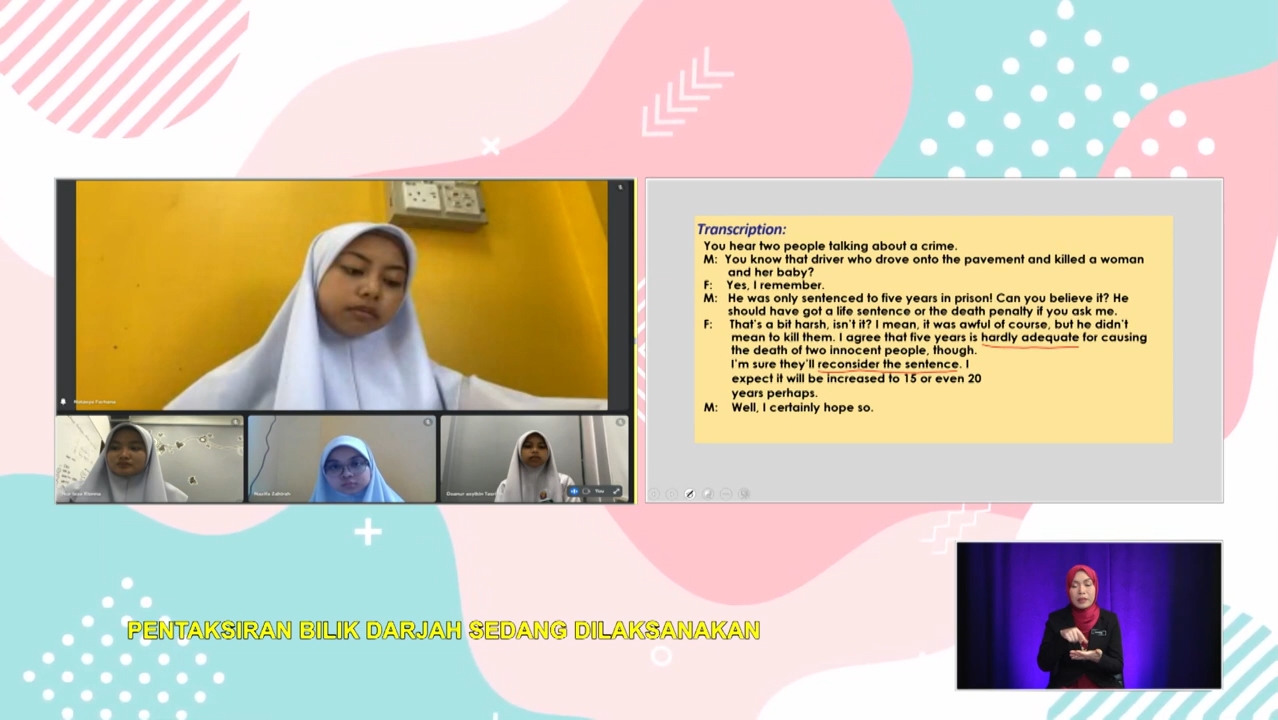 Transcription:
You hear two people talking about a crime.
M: You know that driver who drove onto the pavement and killed a woman
and her baby?
F: Yes, I remember.
M: He was only sentenced to five years in prison! Can you believe it? He
should have got a life sentence or the death penalty if you ask me.
F: That's a bit harsh, isn't it? I mean, it was awful of course, but he didn't
mean to kill them. I agree that five years is hardly adequate for causing
the death of two innocent people, though.
I'm sure they'll reconsider the sentence. I
expect it will be increased to 15 or even 20
years perhaps.
M: Well, I certainly hope so.
You
PENTAKSIRAN BILIK DARJAH SEDANG DILAKSANAKAN